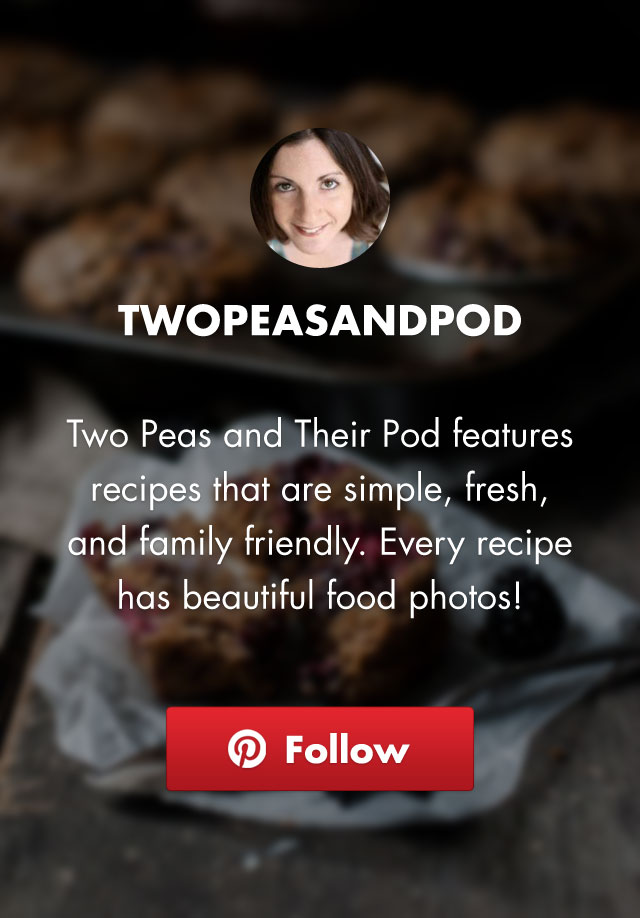 TWOPEASANDPOD
Two Peas and Their Pod features
recipes that are simple, fresh,
and family friendly. Every recipe
has beautiful food photos!
Follow